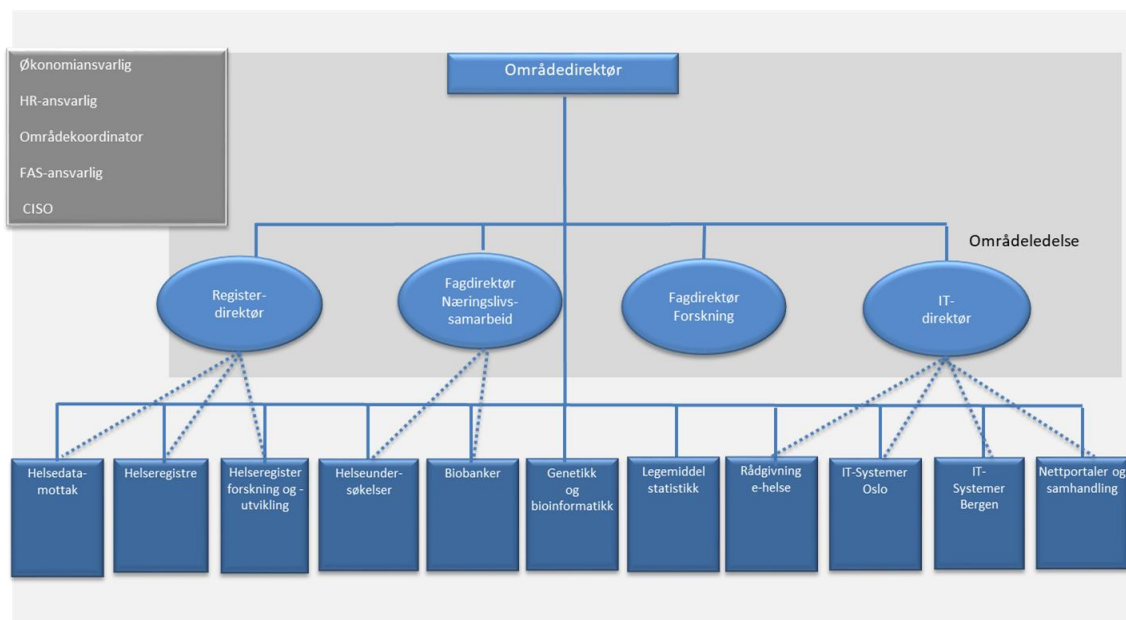 Økonomiansvarlig
HR-ansvarlig
Områdekoordinator
FAS-ansvarlig
CISO
Områdedirektør
Områdeledelse
Register-
direktør
Fagdirektør
Næringslivs-
samarbeid
Fagdirektør
Forskning
IT-
direktør
Helsedata-
mottak
Helseregistre
Helseregister
forskning og -
utvikling
Helseunder-
søkelser
Biobanker
Genetikk
og
bioinformatikk
Legemiddel
statistikk
Rådgivning
e-helse
IT-Systemer
Oslo
IT-
Systemer
Bergen
Nettportaler og
samhandling